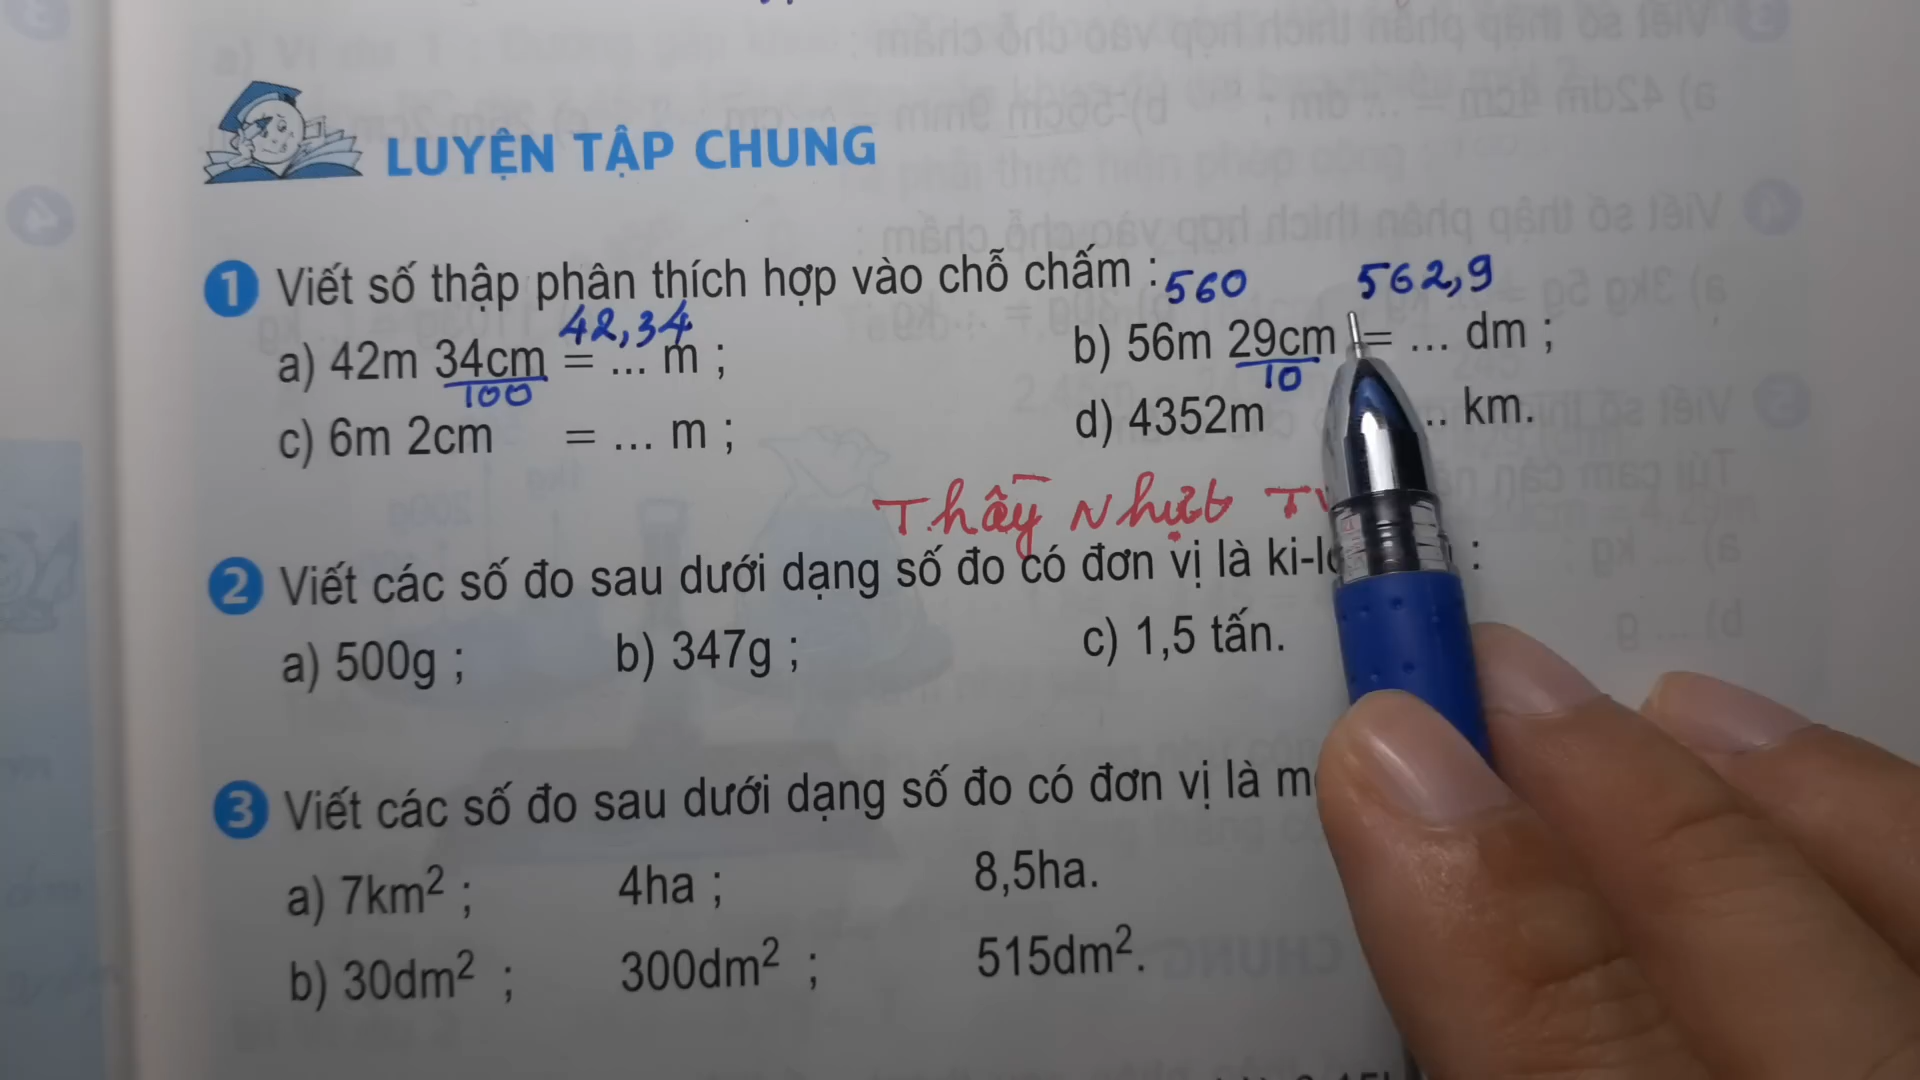 LUYỆN TẬP CHUNG
1 Viết số thập phân thích hợp vào chỗ chấm :
560 562,9
42,34
a) 42m 34cm = ... m ;
100
b) 56m 29cm = ... dm ;
10
c) 6m 2cm = ... m ;
d) 4352m .. km.
Thầy Nhựt
2 Viết các số đo sau dưới dạng số đo có đơn vị là :
a) 500g ; b) 347g ; c) 1,5 tấn.
3 Viết các số đo sau dưới dạng số đo có đơn vị là
a) 7km² ; 4ha ; 8,5ha.
b) 30dm² ; 300dm² ; 515dm².